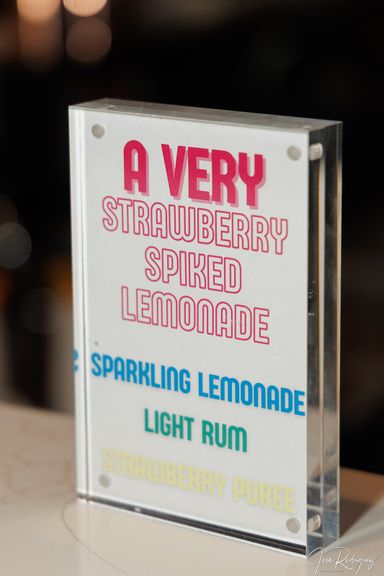 A VERY
STRAWBERRY
SPIKED
LEMONADE
SPARKLING LEMONADE
LIGHT RUM
STRAWBERRY PUREE